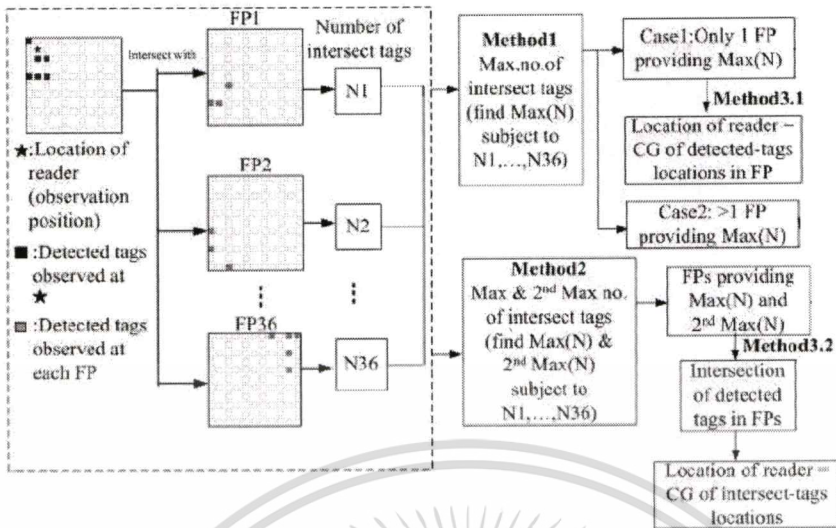 FP1
Number of
intersect tags
Intersect with
N1
★:Location of
reader
(observation
position)
FP2
N2
■:Detected tags
observed at
★
■:Detected tags
observed at
each FP
FP36
N36
Method1
Max.no.of
intersect tags
(find Max(N)
subject to
N1,...,N36)
Case1:Only 1 FP
providing Max(N)
Method3.1
Location of reader =
CG of detected-tags
locations in FP
Case2: >1 FP
providing Max(N)
Method2
Max & 2nd Max no.
of intersect tags
(find Max(N) &
2nd Max(N)
subject to
N1,...,N36)
FPs providing
Max(N) and
2nd Max(N)
Method3.2
Intersection
of detected
tags in FPs
Location of reader =
CG of intersect-tags
locations